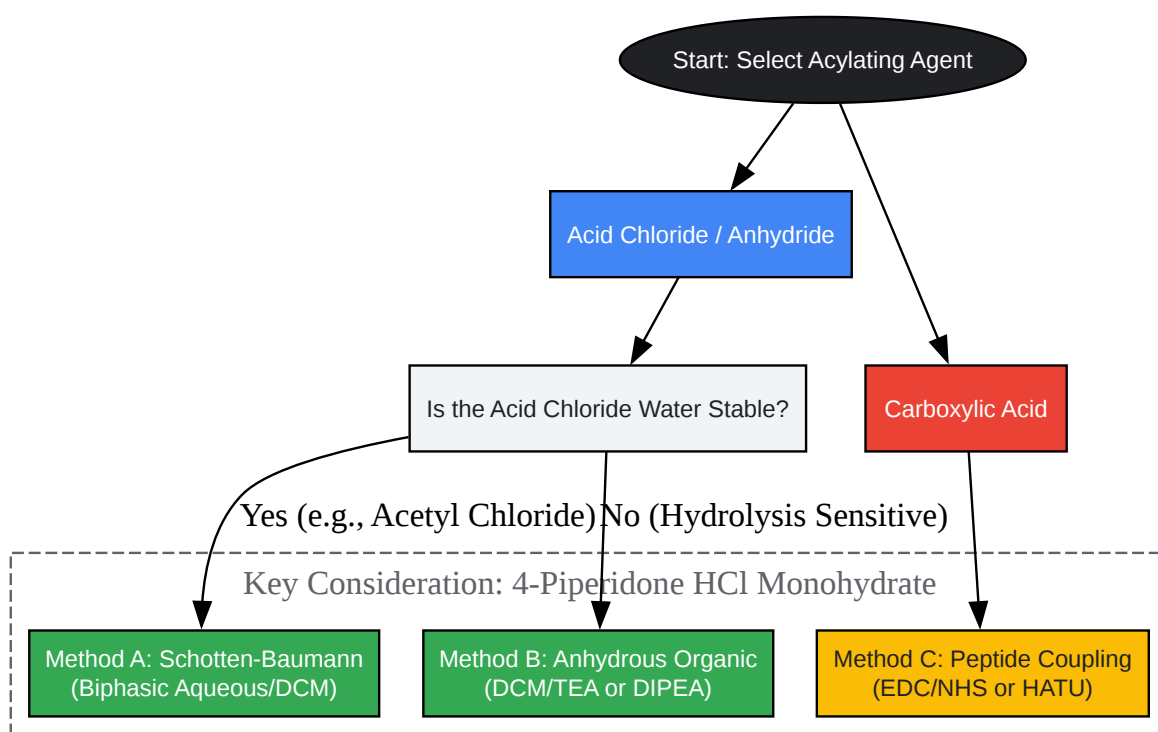 Start: Select Acylating Agent
Acid Chloride / Anhydride
Is the Acid Chloride Water Stable?
Carboxylic Acid
Yes (e.g., Acetyl Chloride)
No (Hydrolysis Sensitive)
Key Consideration: 4-Piperidone HCl Monohydrate
Method A: Schotten-Baumann
(Biphasic Aqueous/DCM)
Method B: Anhydrous Organic
(DCM/TEA or DIPEA)
Method C: Peptide Coupling
(EDC/NHS or HATU)